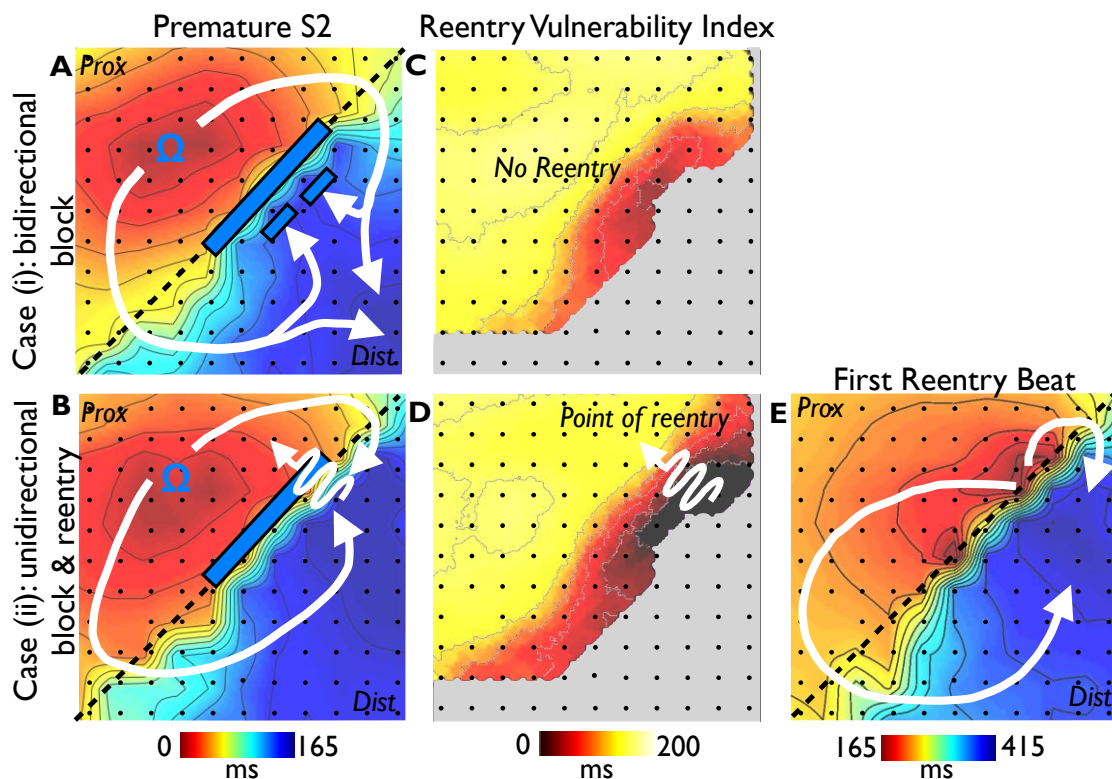 Premature S2
Reentry Vulnerability Index
Case (i): bidirectional
block
A
Prox
Ω
Dist.
C
No Reentry
Case (ii): unidirectional
block & reentry
B
Prox
Ω
Dist.
D
Point of reentry
First Reentry Beat
E
Prox
Dist.
0
165
ms
0
200
ms
165
415
ms